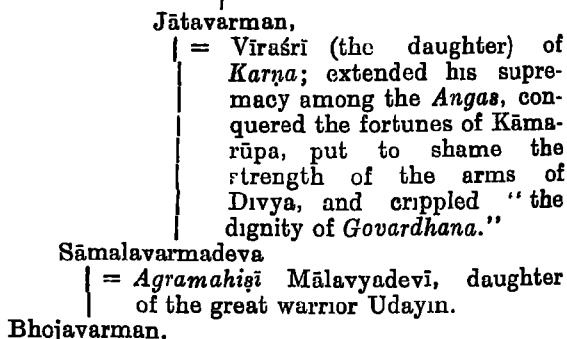 Jātavarman,
= Vīraśrī (the daughter) of
Karṇa; extended his supre-
macy among the Angas, con-
quered the fortunes of Kāma-
rūpa, put to shame the
strength of the arms of
Divya, and crippled "the
dignity of Govardhana."
Sāmalavarmadeva
= Agramahiṣī Mālavyadevī, daughter
of the great warrior Udayin.
Bhojavarman.